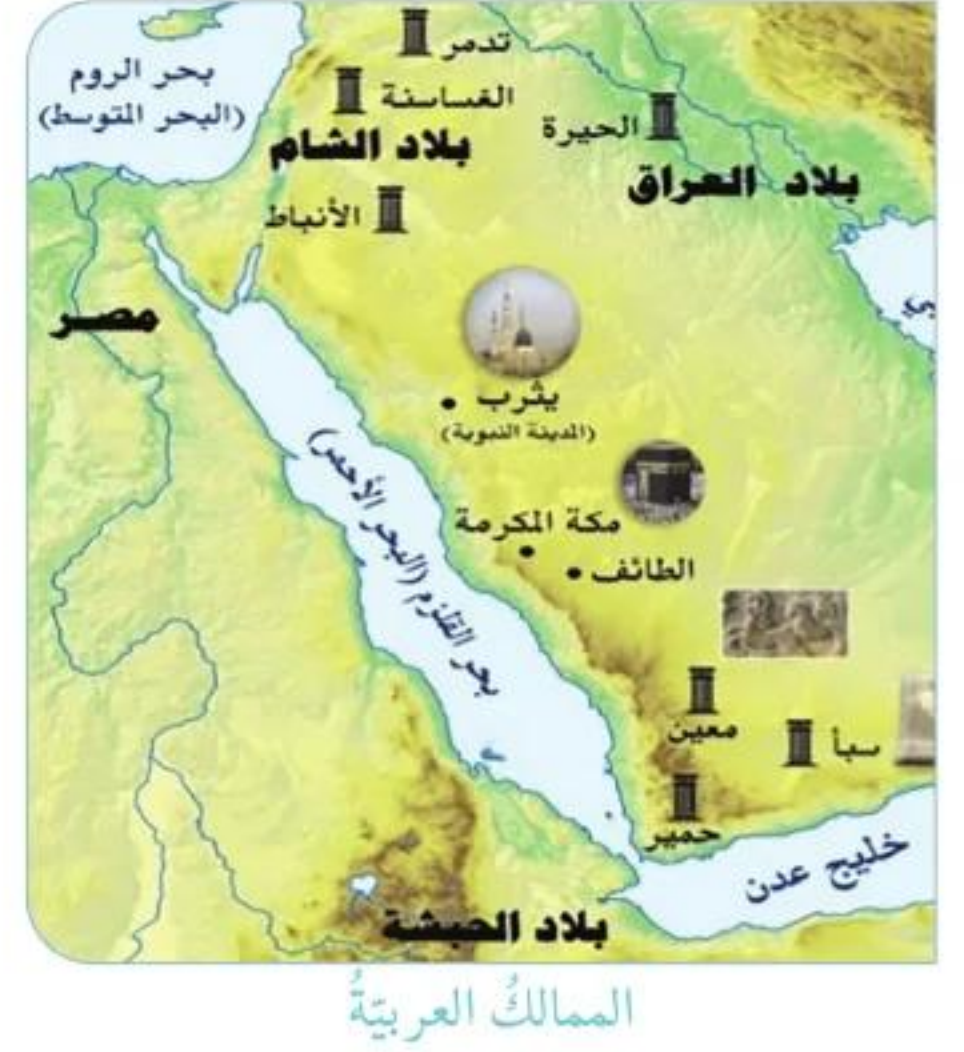 تدمر
بحر الروم
(البحر المتوسط)
الغساسنة
الحيرة
بلاد الشام
بلاد العراق
الأنباط
مصر
يثرب
(المدينة النبوية)
مكة المكرمة
الطائف
بحر القلزم (البحر الأحمر)
معين
سبأ
حمير
خليج عدن
بلاد الحبشة
الممالكُ العربيّةُ